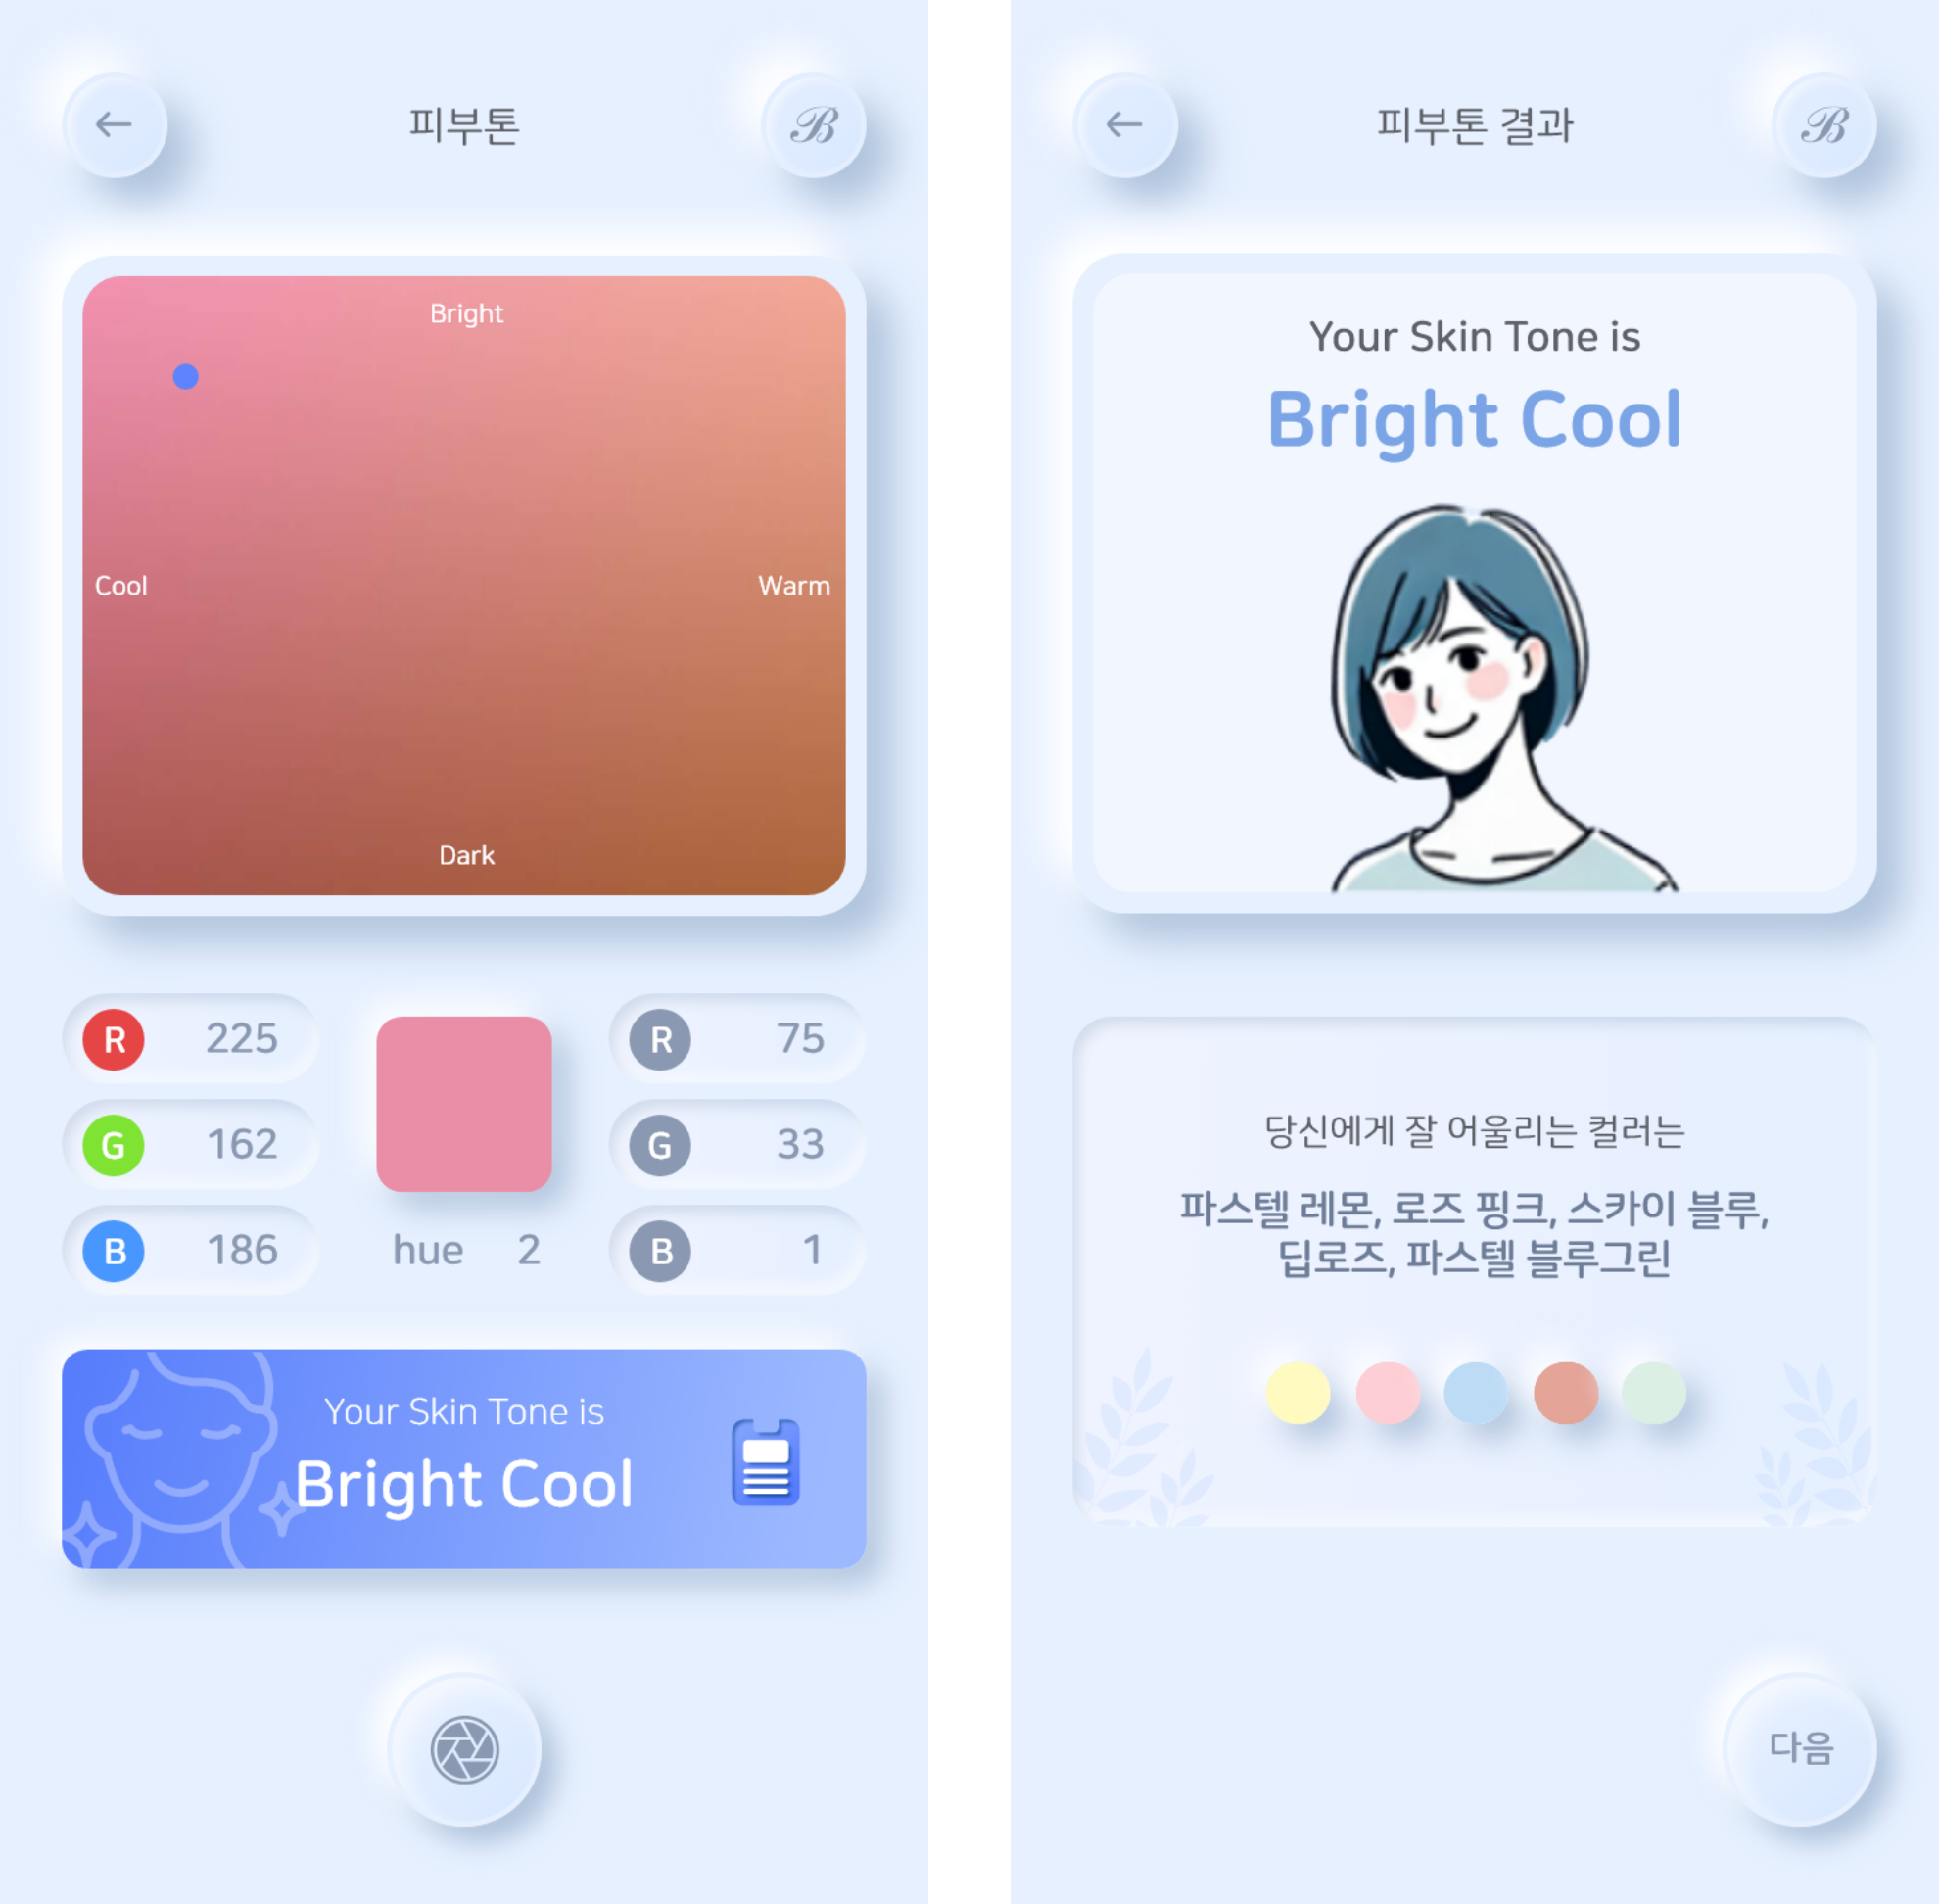 피부톤
ℬ
Bright
Cool
Warm
Dark
R 225
G 162
B 186
hue 2
R 75
G 33
B 1
Your Skin Tone is
Bright Cool
피부톤 결과
ℬ
Your Skin Tone is
Bright Cool
당신에게 잘 어울리는 컬러는
파스텔 레몬, 로즈 핑크, 스카이 블루,
딥로즈, 파스텔 블루그린
다음